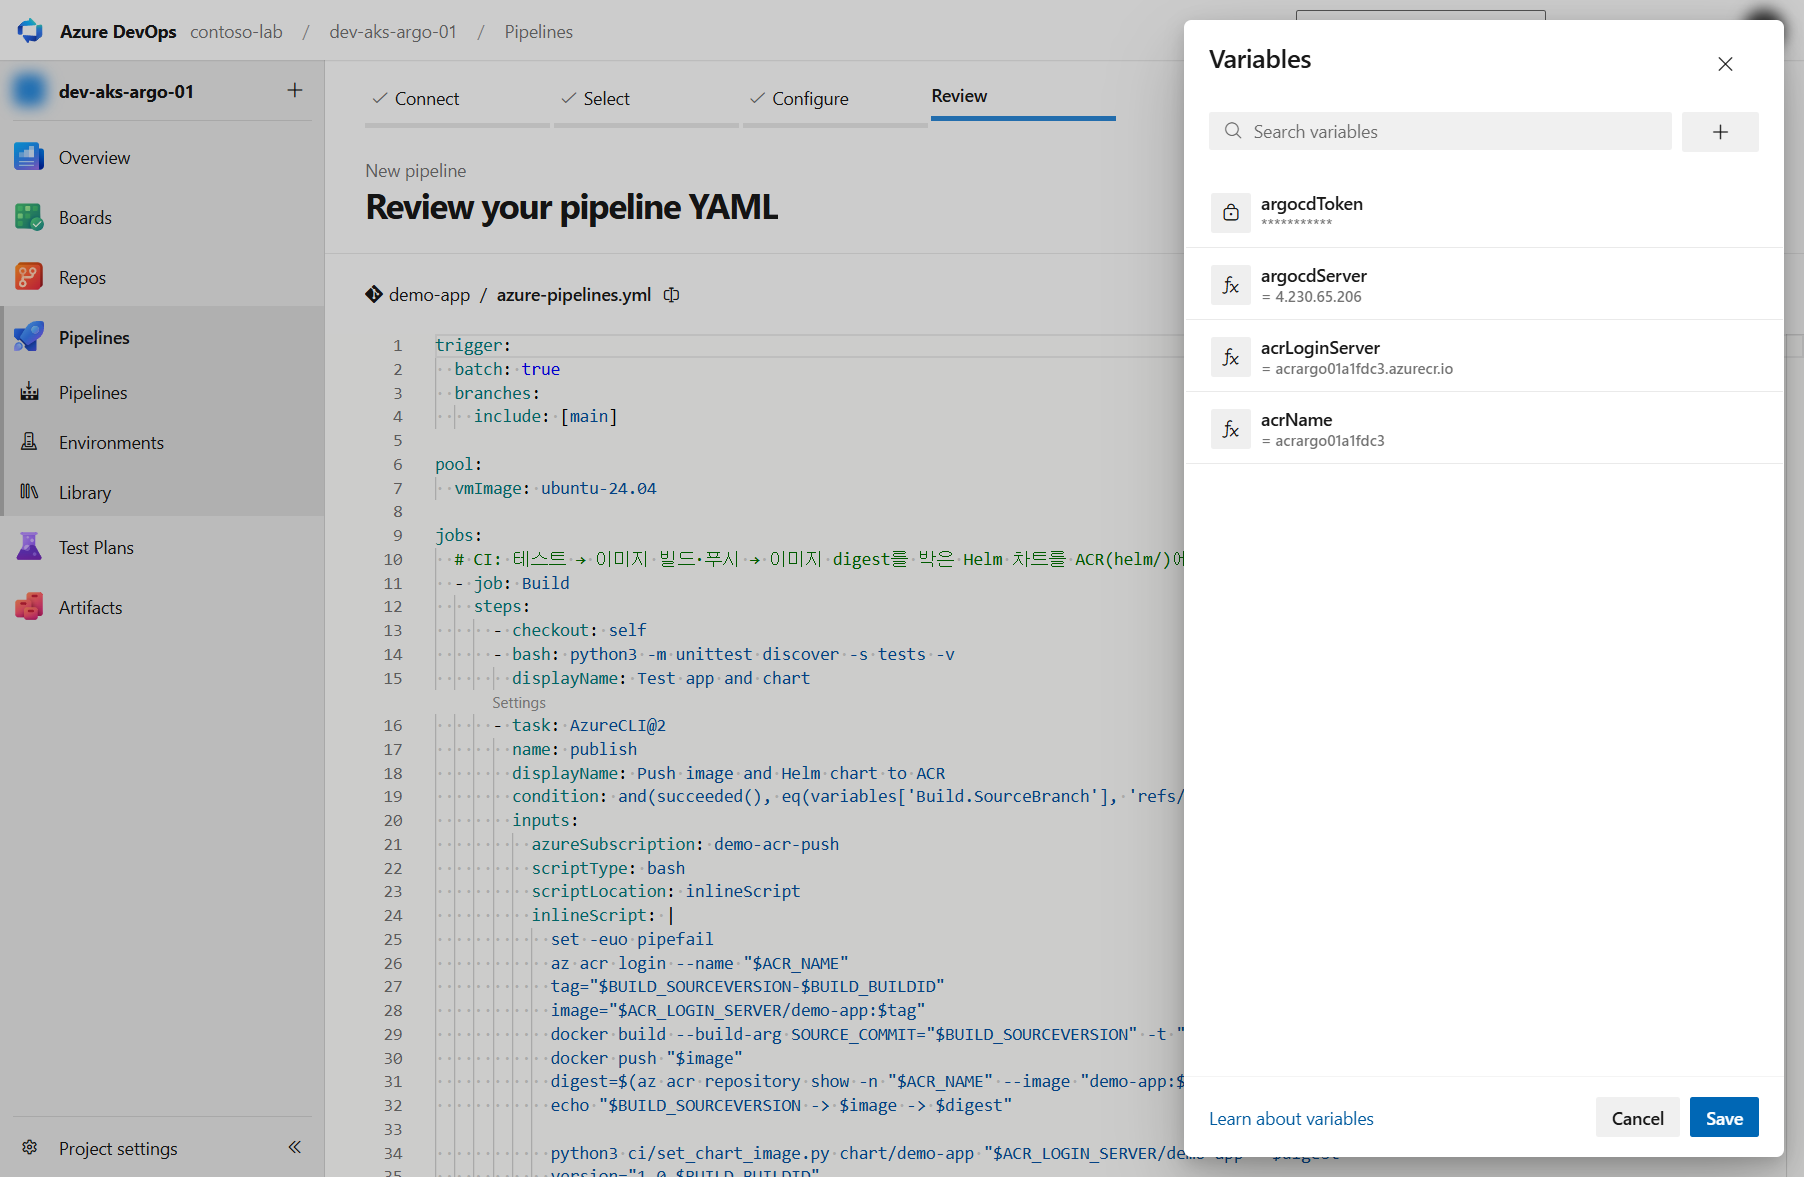 Azure DevOps contoso-lab / dev-aks-argo-01 / Pipelines
dev-aks-argo-01
Overview
Boards
Repos
Pipelines
Pipelines
Environments
Library
Test Plans
Artifacts
Project settings
Connect
Select
Configure
Review
New pipeline
Review your pipeline YAML
demo-app / azure-pipelines.yml
1 trigger:
2 batch: true
3 branches:
4 include: [main]
5
6 pool:
7 vmImage: ubuntu-24.04
8
9 jobs:
10 # CI: 테스트 → 이미지 빌드·푸시 → 이미지 digest를 박은 Helm 차트를 ACR(helm/)에
11 - job: Build
12 steps:
13 - checkout: self
14 - bash: python3 -m unittest discover -s tests -v
15 displayName: Test app and chart
Settings
16 - task: AzureCLI@2
17 name: publish
18 displayName: Push image and Helm chart to ACR
19 condition: and(succeeded(), eq(variables['Build.SourceBranch'], 'refs/
20 inputs:
21 azureSubscription: demo-acr-push
22 scriptType: bash
23 scriptLocation: inlineScript
24 inlineScript: |
25 set -euo pipefail
26 az acr login --name "$ACR_NAME"
27 tag="$BUILD_SOURCEVERSION-$BUILD_BUILDID"
28 image="$ACR_LOGIN_SERVER/demo-app:$tag"
29 docker build --build-arg SOURCE_COMMIT="$BUILD_SOURCEVERSION" -t "
30 docker push "$image"
31 digest=$(az acr repository show -n "$ACR_NAME" --image "demo-app:$
32 echo "$BUILD_SOURCEVERSION -> $image -> $digest"
33
34 python3 ci/set_chart_image.py chart/demo-app "$ACR_LOGIN_SERVER/demo-app" "$digest"
35 version="1.0.$BUILD_BUILDID"
Variables
Search variables
argocdToken
***********
argocdServer
= 4.230.65.206
acrLoginServer
= acrargo01a1fdc3.azurecr.io
acrName
= acrargo01a1fdc3
Learn about variables
Cancel
Save